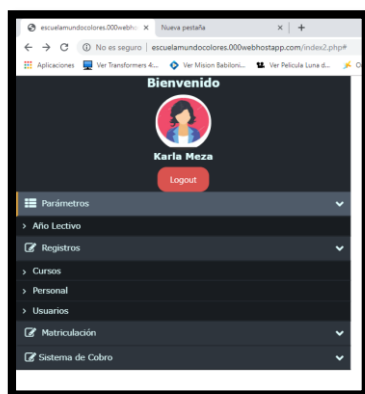 escuelamundocolores.000webho
Nueva pestaña
No es seguro | escuelamundocolores.000webhostapp.com/index2.php#
Aplicaciones Ver Transformers 4:... Ver Mision Babiloni... Ver Pelicula Luna d...
Bienvenido
Karla Meza
Logout
Parámetros
Año Lectivo
Registros
Cursos
Personal
Usuarios
Matriculación
Sistema de Cobro